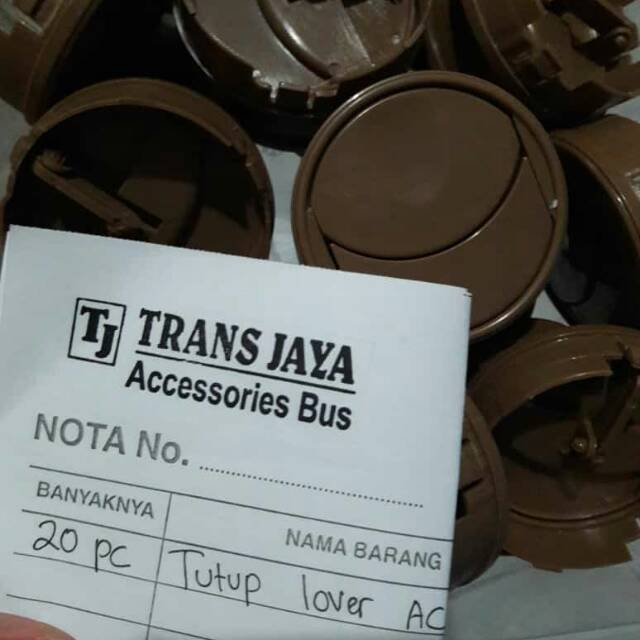 TJ TRANS JAYA
Accessories Bus
NOTA No. ........................................
BANYAKNYA NAMA BARANG
20 pc Tutup lover AC